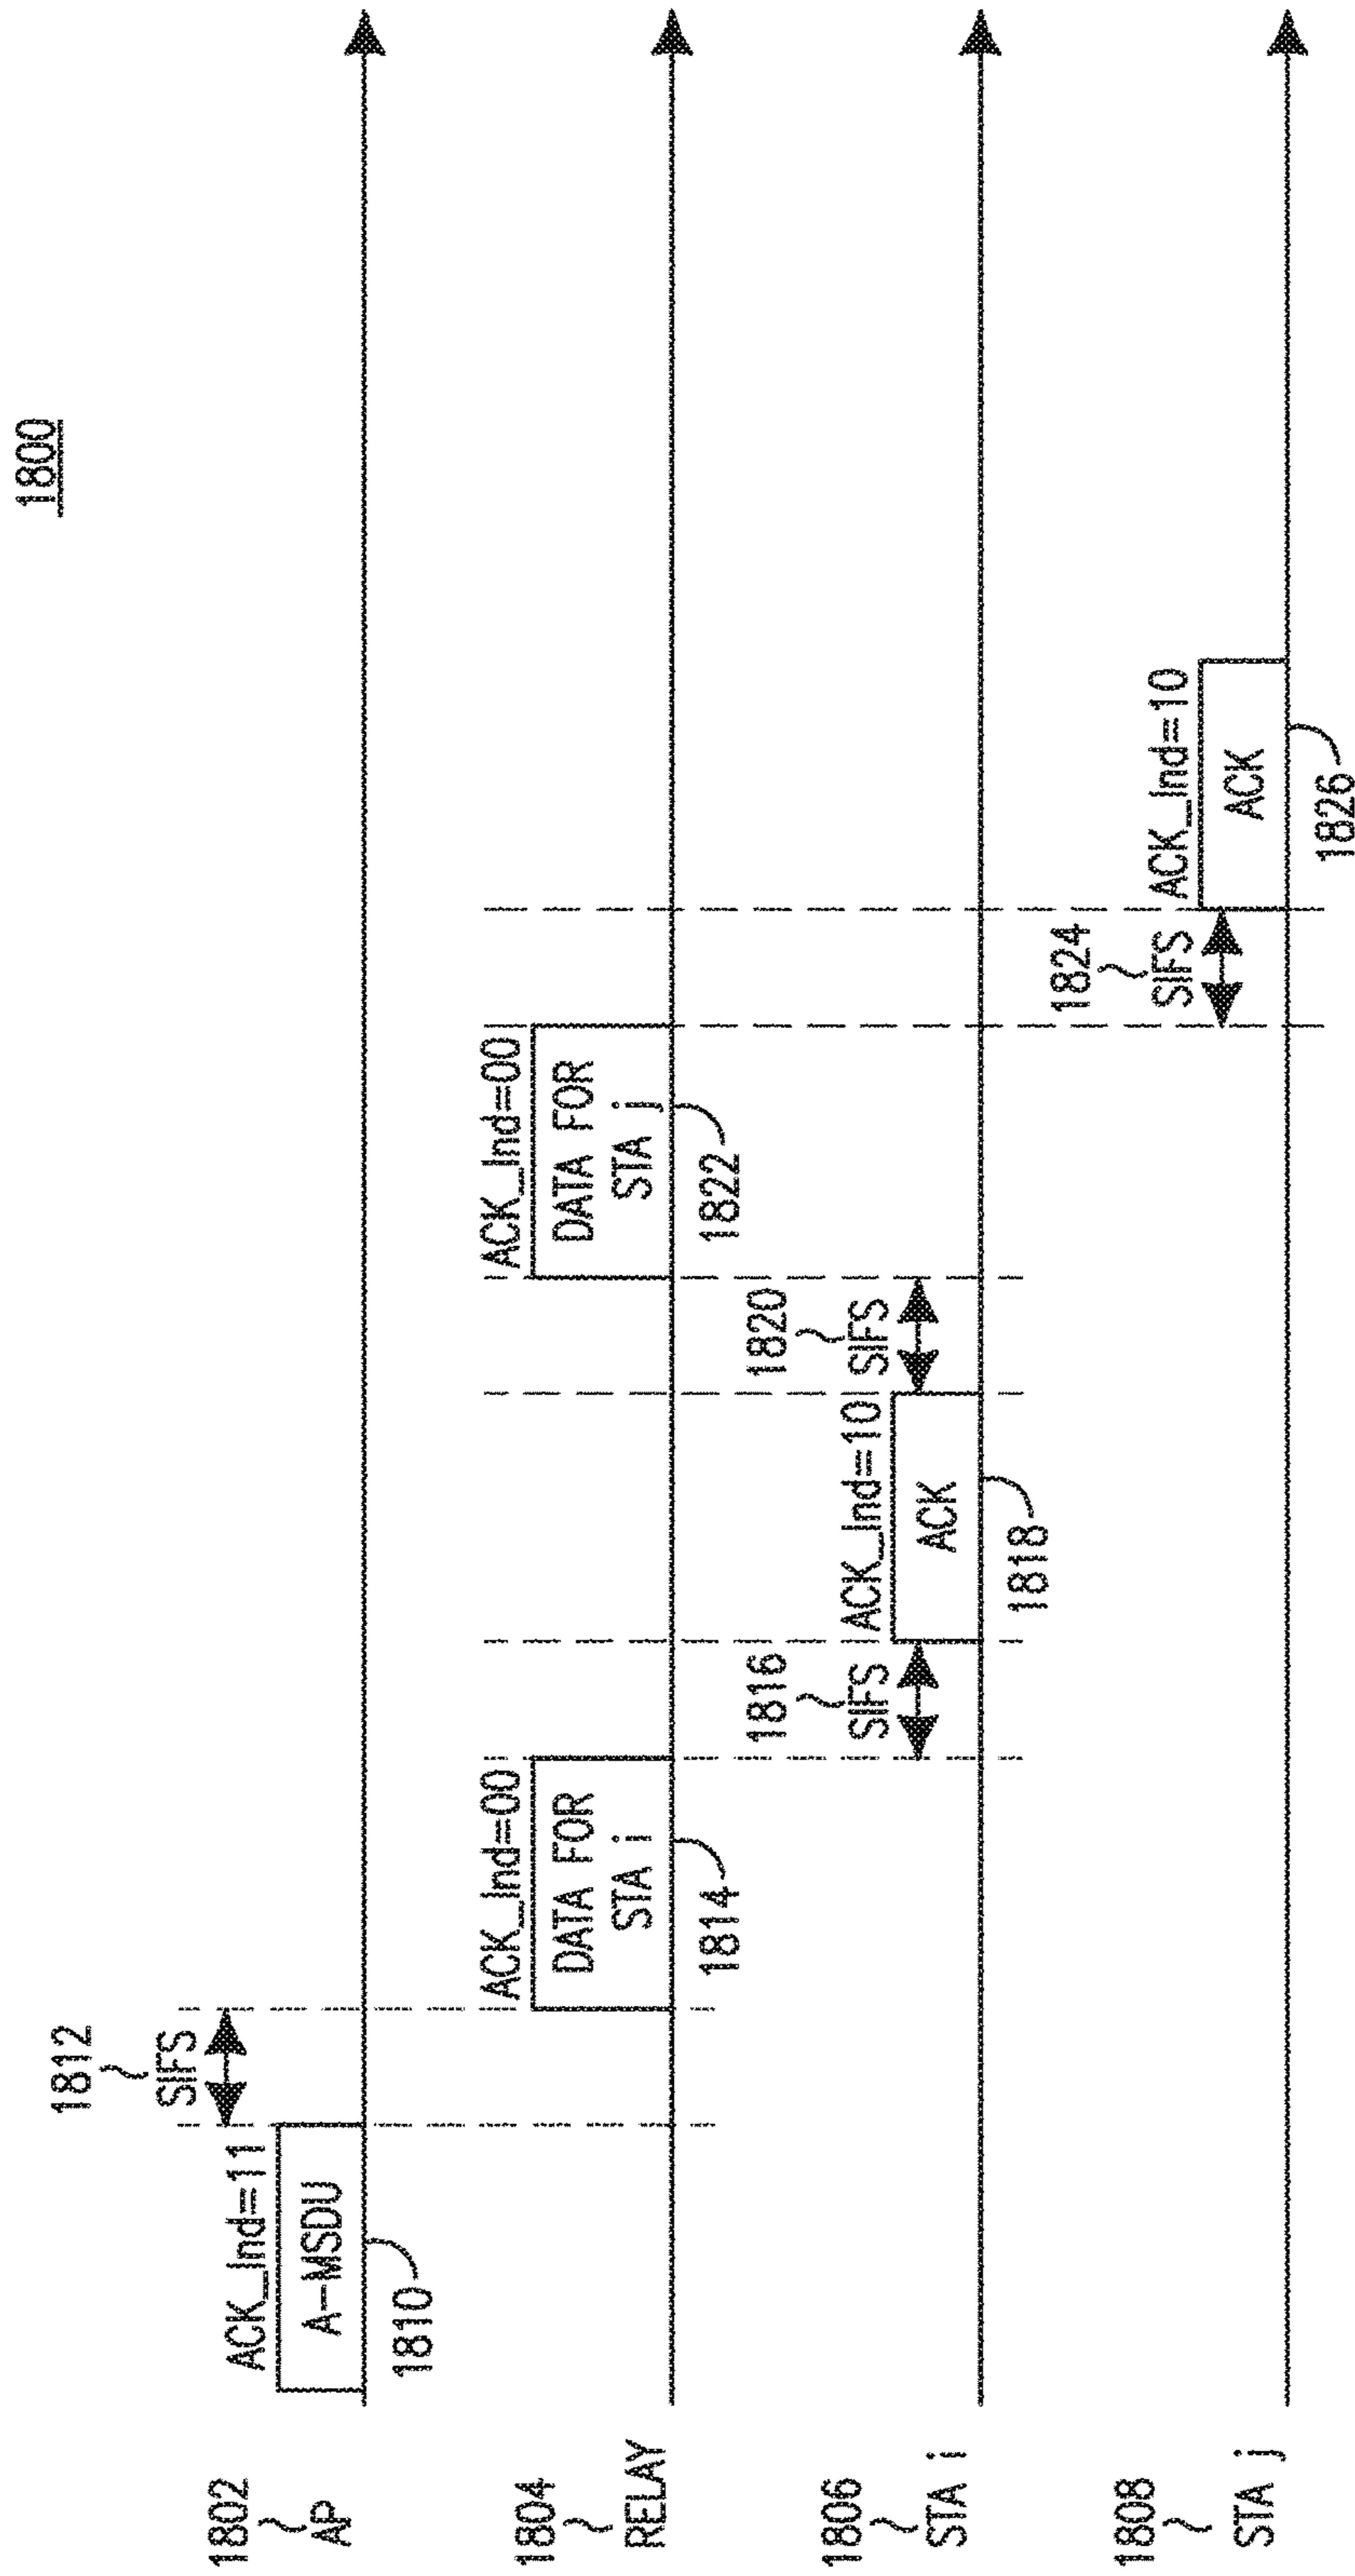 1800
1802
AP
ACK_Ind=11
A-MSDU
1810
1812
SIFS
1804
RELAY
ACK_Ind=00
DATA FOR
STA i
1814
ACK_Ind=00
DATA FOR
STA j
1822
1806
STA i
1816
SIFS
ACK_Ind=10
ACK
1818
1820
SIFS
1808
STA j
1824
SIFS
ACK_Ind=10
ACK
1826